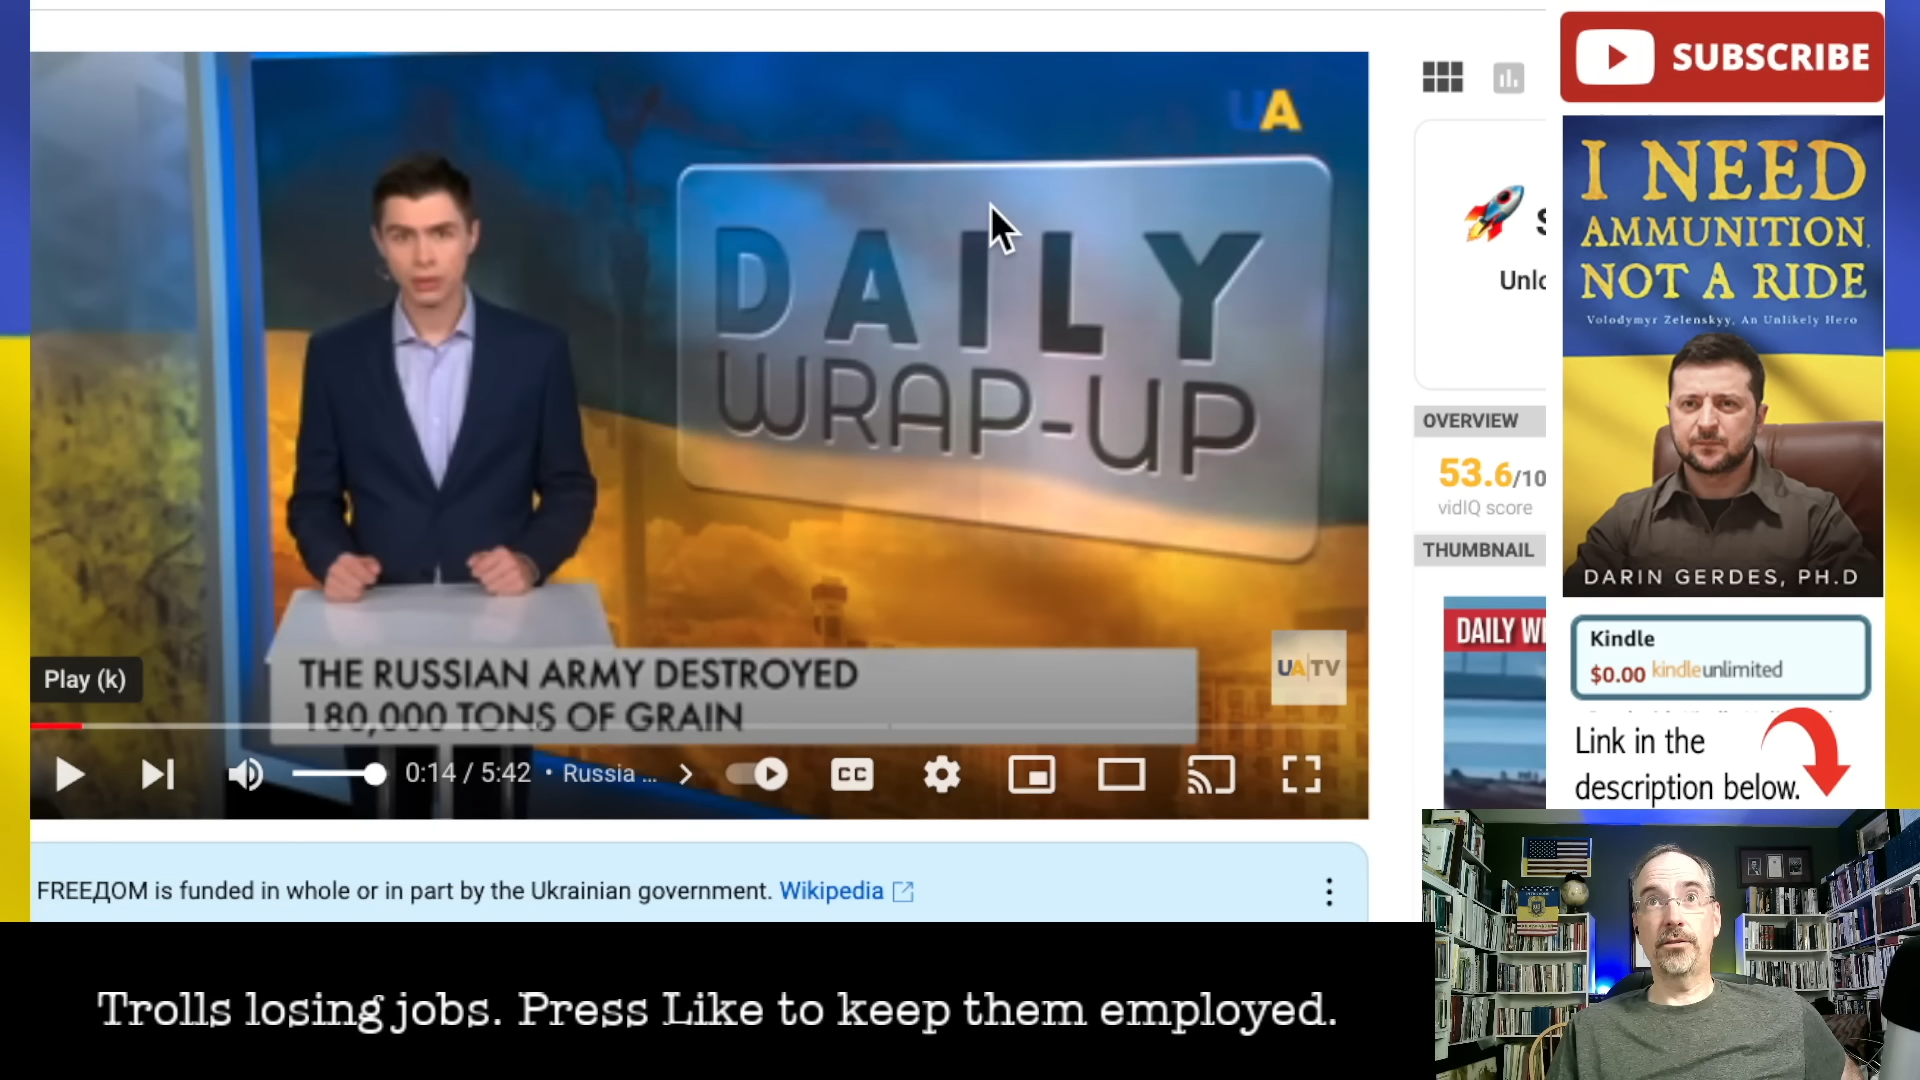 UA
DAILY
WRAP-UP
THE RUSSIAN ARMY DESTROYED
180,000 TONS OF GRAIN
UA|TV
Play (k)
0:14 / 5:42 • Russia ...
CC
FREEДОМ is funded in whole or in part by the Ukrainian government. Wikipedia
Trolls losing jobs. Press Like to keep them employed.
S
Unlo
OVERVIEW
53.6/10
vidIQ score
THUMBNAIL
DAILY W
SUBSCRIBE
I NEED
AMMUNITION,
NOT A RIDE
Volodymyr Zelenskyy, An Unlikely Hero
DARIN GERDES, PH.D
Kindle
$0.00 kindleunlimited
Link in the
description below.